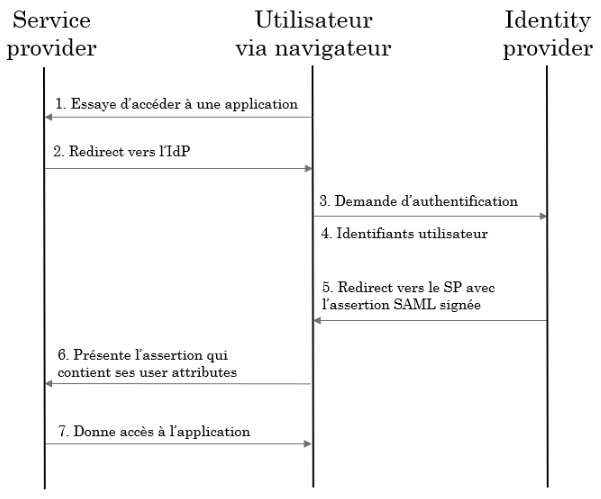 Service
provider
Utilisateur
via navigateur
Identity
provider
1. Essaye d'accéder à une application
2. Redirect vers l'IdP
3. Demande d'authentification
4. Identifiants utilisateur
5. Redirect vers le SP avec
l'assertion SAML signée
6. Présente l'assertion qui
contient ses user attributes
7. Donne accès à l'application